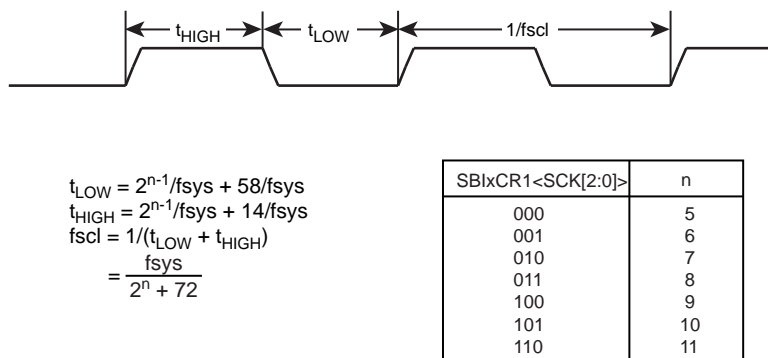 tHIGH tLOW 1/fscl
tLOW = 2n-1/fsys + 58/fsys
tHIGH = 2n-1/fsys + 14/fsys
fscl = 1/(tLOW + tHIGH)
= fsys
2n + 72
SBIxCR1<SCK[2:0]> n
000 5
001 6
010 7
011 8
100 9
101 10
110 11